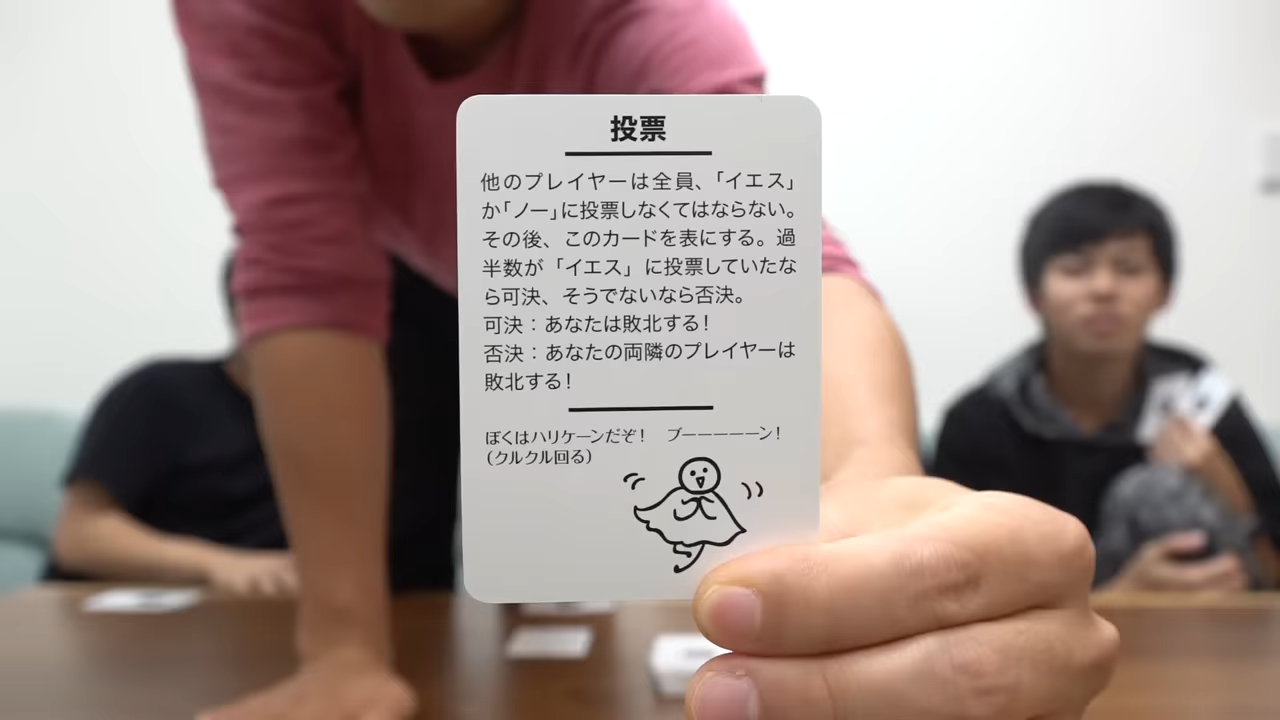 投票
他のプレイヤーは全員、「イエス」
か「ノー」に投票しなくてはならない。
その後、このカードを表にする。過
半数が「イエス」に投票していたな
ら可決、そうでないなら否決。
可決：あなたは敗北する！
否決：あなたの両隣のプレイヤーは
敗北する！
ぼくはハリケーンだぞ！　ブーーーーーン！
（クルクル回る）